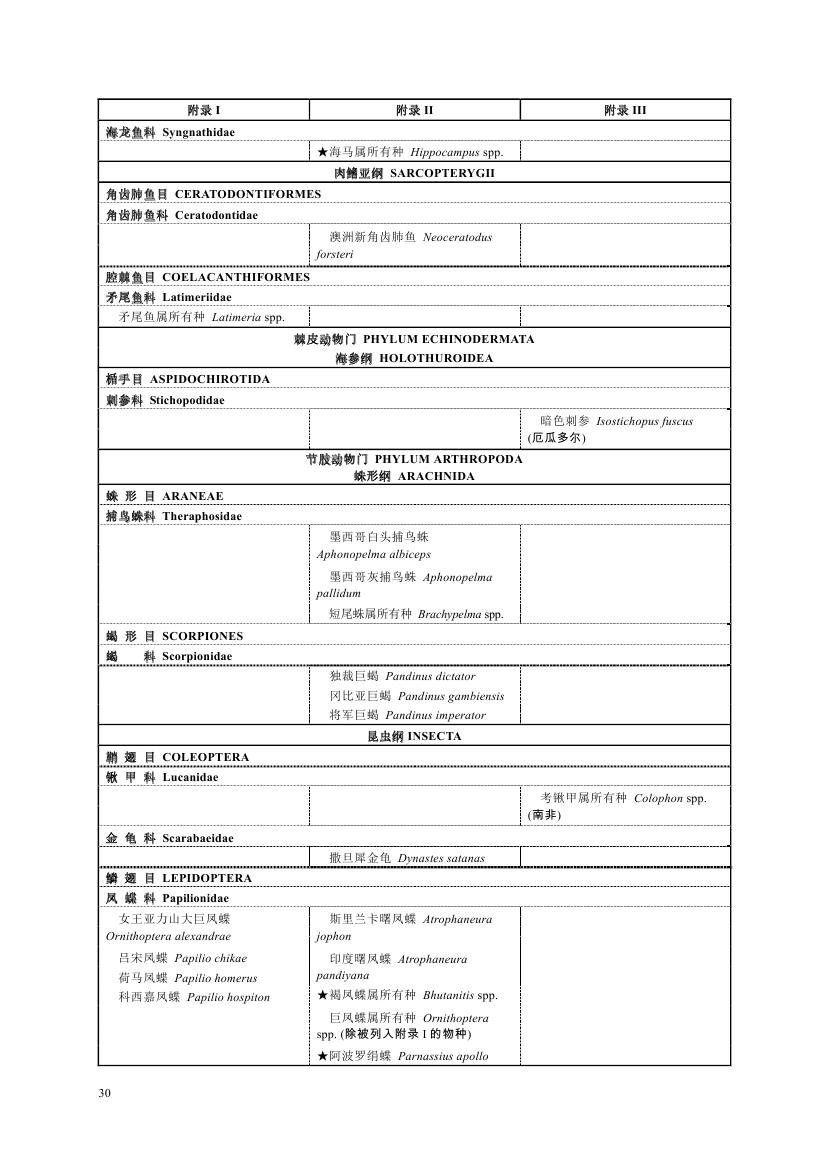 附录 I 附录 II 附录 III
海龙鱼科 Syngnathidae
★海马属所有种 Hippocampus spp.
肉鳍亚纲 SARCOPTERYGII
角齿肺鱼目 CERATODONTIFORMES
角齿肺鱼科 Ceratodontidae
澳洲新角齿肺鱼 Neoceratodus
forsteri
腔棘鱼目 COELACANTHIFORMES
矛尾鱼科 Latimeriidae
矛尾鱼属所有种 Latimeria spp.
棘皮动物门 PHYLUM ECHINODERMATA
海参纲 HOLOTHUROIDEA
楯手目 ASPIDOCHIROTIDA
刺参科 Stichopodidae
暗色刺参 Isostichopus fuscus
(厄瓜多尔)
节肢动物门 PHYLUM ARTHROPODA
蛛形纲 ARACHNIDA
蛛 形 目 ARANEAE
捕鸟蛛科 Theraphosidae
墨西哥白头捕鸟蛛
Aphonopelma albiceps
墨西哥灰捕鸟蛛 Aphonopelma
pallidum
短尾蛛属所有种 Brachypelma spp.
蝎 形 目 SCORPIONES
蝎 科 Scorpionidae
独裁巨蝎 Pandinus dictator
冈比亚巨蝎 Pandinus gambiensis
将军巨蝎 Pandinus imperator
昆虫纲 INSECTA
鞘 翅 目 COLEOPTERA
锹 甲 科 Lucanidae
考锹甲属所有种 Colophon spp.
(南非)
金 龟 科 Scarabaeidae
撒旦犀金龟 Dynastes satanas
鳞 翅 目 LEPIDOPTERA
凤 蝶 科 Papilionidae
女王亚力山大巨凤蝶
Ornithoptera alexandrae
吕宋凤蝶 Papilio chikae
荷马凤蝶 Papilio homerus
科西嘉凤蝶 Papilio hospiton
斯里兰卡曙凤蝶 Atrophaneura
jophon
印度曙凤蝶 Atrophaneura
pandiyana
★褐凤蝶属所有种 Bhutanitis spp.
巨凤蝶属所有种 Ornithoptera
spp. (除被列入附录 I 的物种)
★阿波罗绢蝶 Parnassius apollo
30